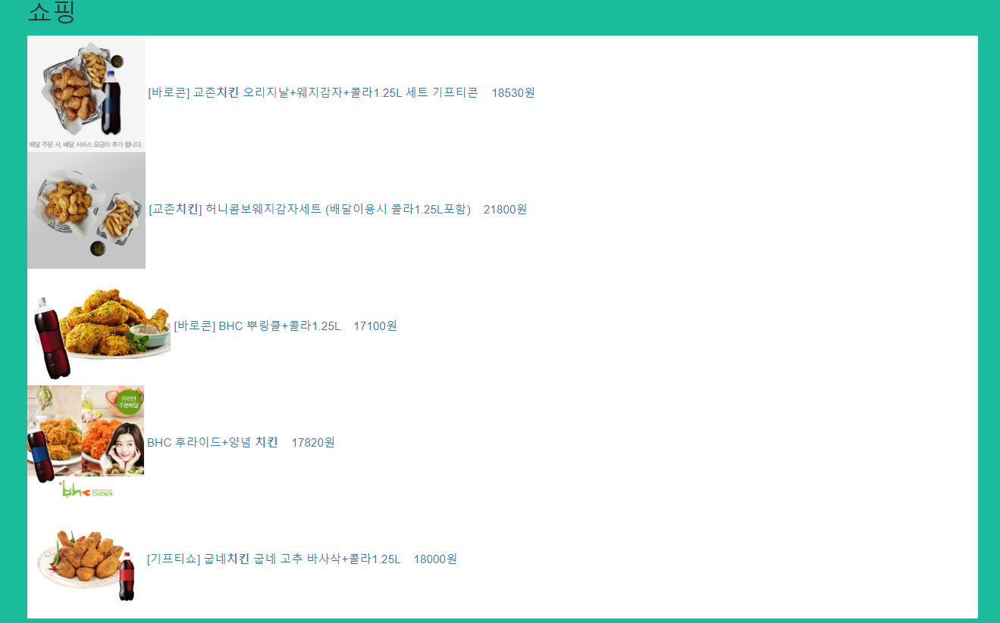 쇼핑
배달 주문 시, 배달 서비스 요금이 추가 됩니다.
[바로콘] 교촌치킨 오리지날+웨지감자+콜라1.25L 세트 기프티콘 18530원
[교촌치킨] 허니콤보웨지감자세트 (배달이용시 콜라1.25L포함) 21800원
[바로콘] BHC 뿌링클+콜라1.25L 17100원
온라인
주문배달
BHC 후라이드+양념 치킨 17820원
bhc
CHICKEN
[기프티쇼] 굽네치킨 굽네 고추 바사삭+콜라1.25L 18000원